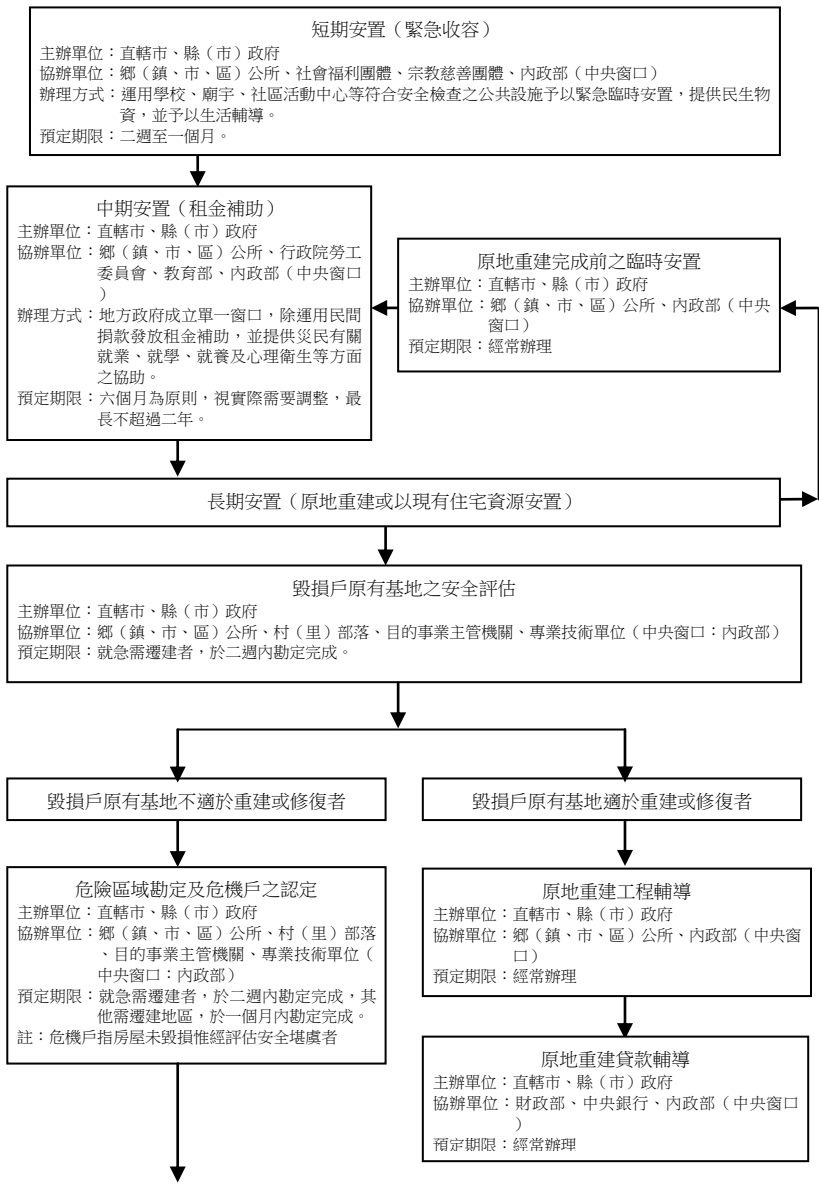 短期安置（緊急收容）
主辦單位：直轄市、縣（市）政府
協辦單位：鄉（鎮、市、區）公所、社會福利團體、宗教慈善團體、內政部（中央窗口）
辦理方式：運用學校、廟宇、社區活動中心等符合安全檢查之公共設施予以緊急臨時安置，提供民生物
資，並予以生活輔導。
預定期限：二週至一個月。
中期安置（租金補助）
主辦單位：直轄市、縣（市）政府
協辦單位：鄉（鎮、市、區）公所、行政院勞工
委員會、教育部、內政部（中央窗口
）
辦理方式：地方政府成立單一窗口，除運用民間
捐款發放租金補助，並提供災民有關
就業、就學、就養及心理衛生等方面
之協助。
預定期限：六個月為原則，視實際需要調整，最
長不超過二年。
原地重建完成前之臨時安置
主辦單位：直轄市、縣（市）政府
協辦單位：鄉（鎮、市、區）公所、內政部（中央
窗口）
預定期限：經常辦理
長期安置（原地重建或以現有住宅資源安置）
毀損戶原有基地之安全評估
主辦單位：直轄市、縣（市）政府
協辦單位：鄉（鎮、市、區）公所、村（里）部落、目的事業主管機關、專業技術單位（中央窗口：內政部）
預定期限：就急需遷建者，於二週內勘定完成。
毀損戶原有基地不適於重建或修復者
毀損戶原有基地適於重建或修復者
危險區域勘定及危機戶之認定
主辦單位：直轄市、縣（市）政府
協辦單位：鄉（鎮、市、區）公所、村（里）部落
、目的事業主管機關、專業技術單位（
中央窗口：內政部）
預定期限：就急需遷建者，於二週內勘定完成，其
他需遷建地區，於一個月內勘定完成。
註：危機戶指房屋未毀損惟經評估安全堪虞者
原地重建工程輔導
主辦單位：直轄市、縣（市）政府
協辦單位：鄉（鎮、市、區）公所、內政部（中央窗
口）
預定期限：經常辦理
原地重建貸款輔導
主辦單位：直轄市、縣（市）政府
協辦單位：財政部、中央銀行、內政部（中央窗口
）
預定期限：經常辦理